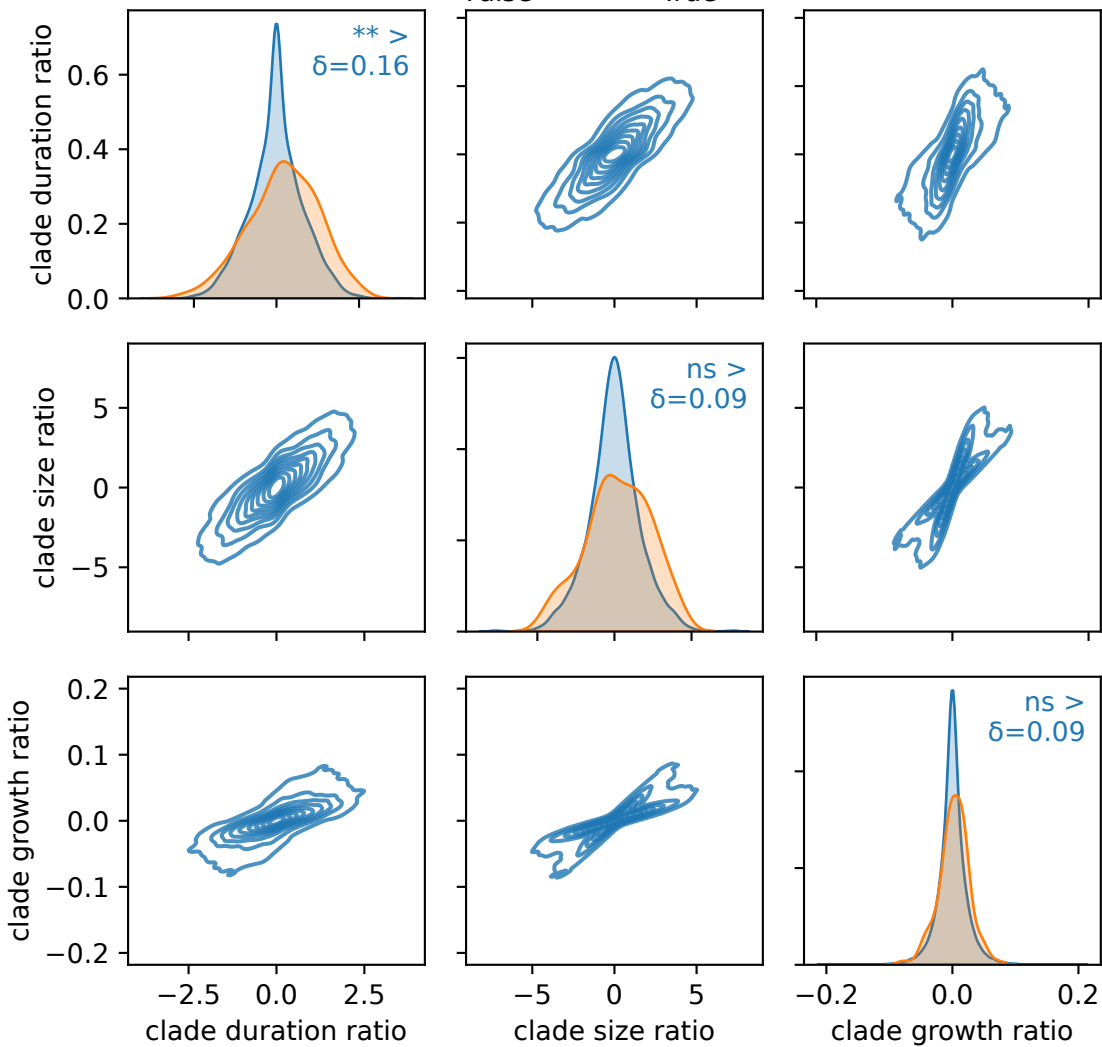 clade duration ratio
0.6
0.4
0.2
0.0
** >
δ=0.16
clade size ratio
5
0
−5
ns >
δ=0.09
clade growth ratio
0.2
0.1
0.0
−0.1
−0.2
ns >
δ=0.09
−2.5 0.0 2.5
−5 0 5
−0.2 0.0 0.2
clade duration ratio
clade size ratio
clade growth ratio